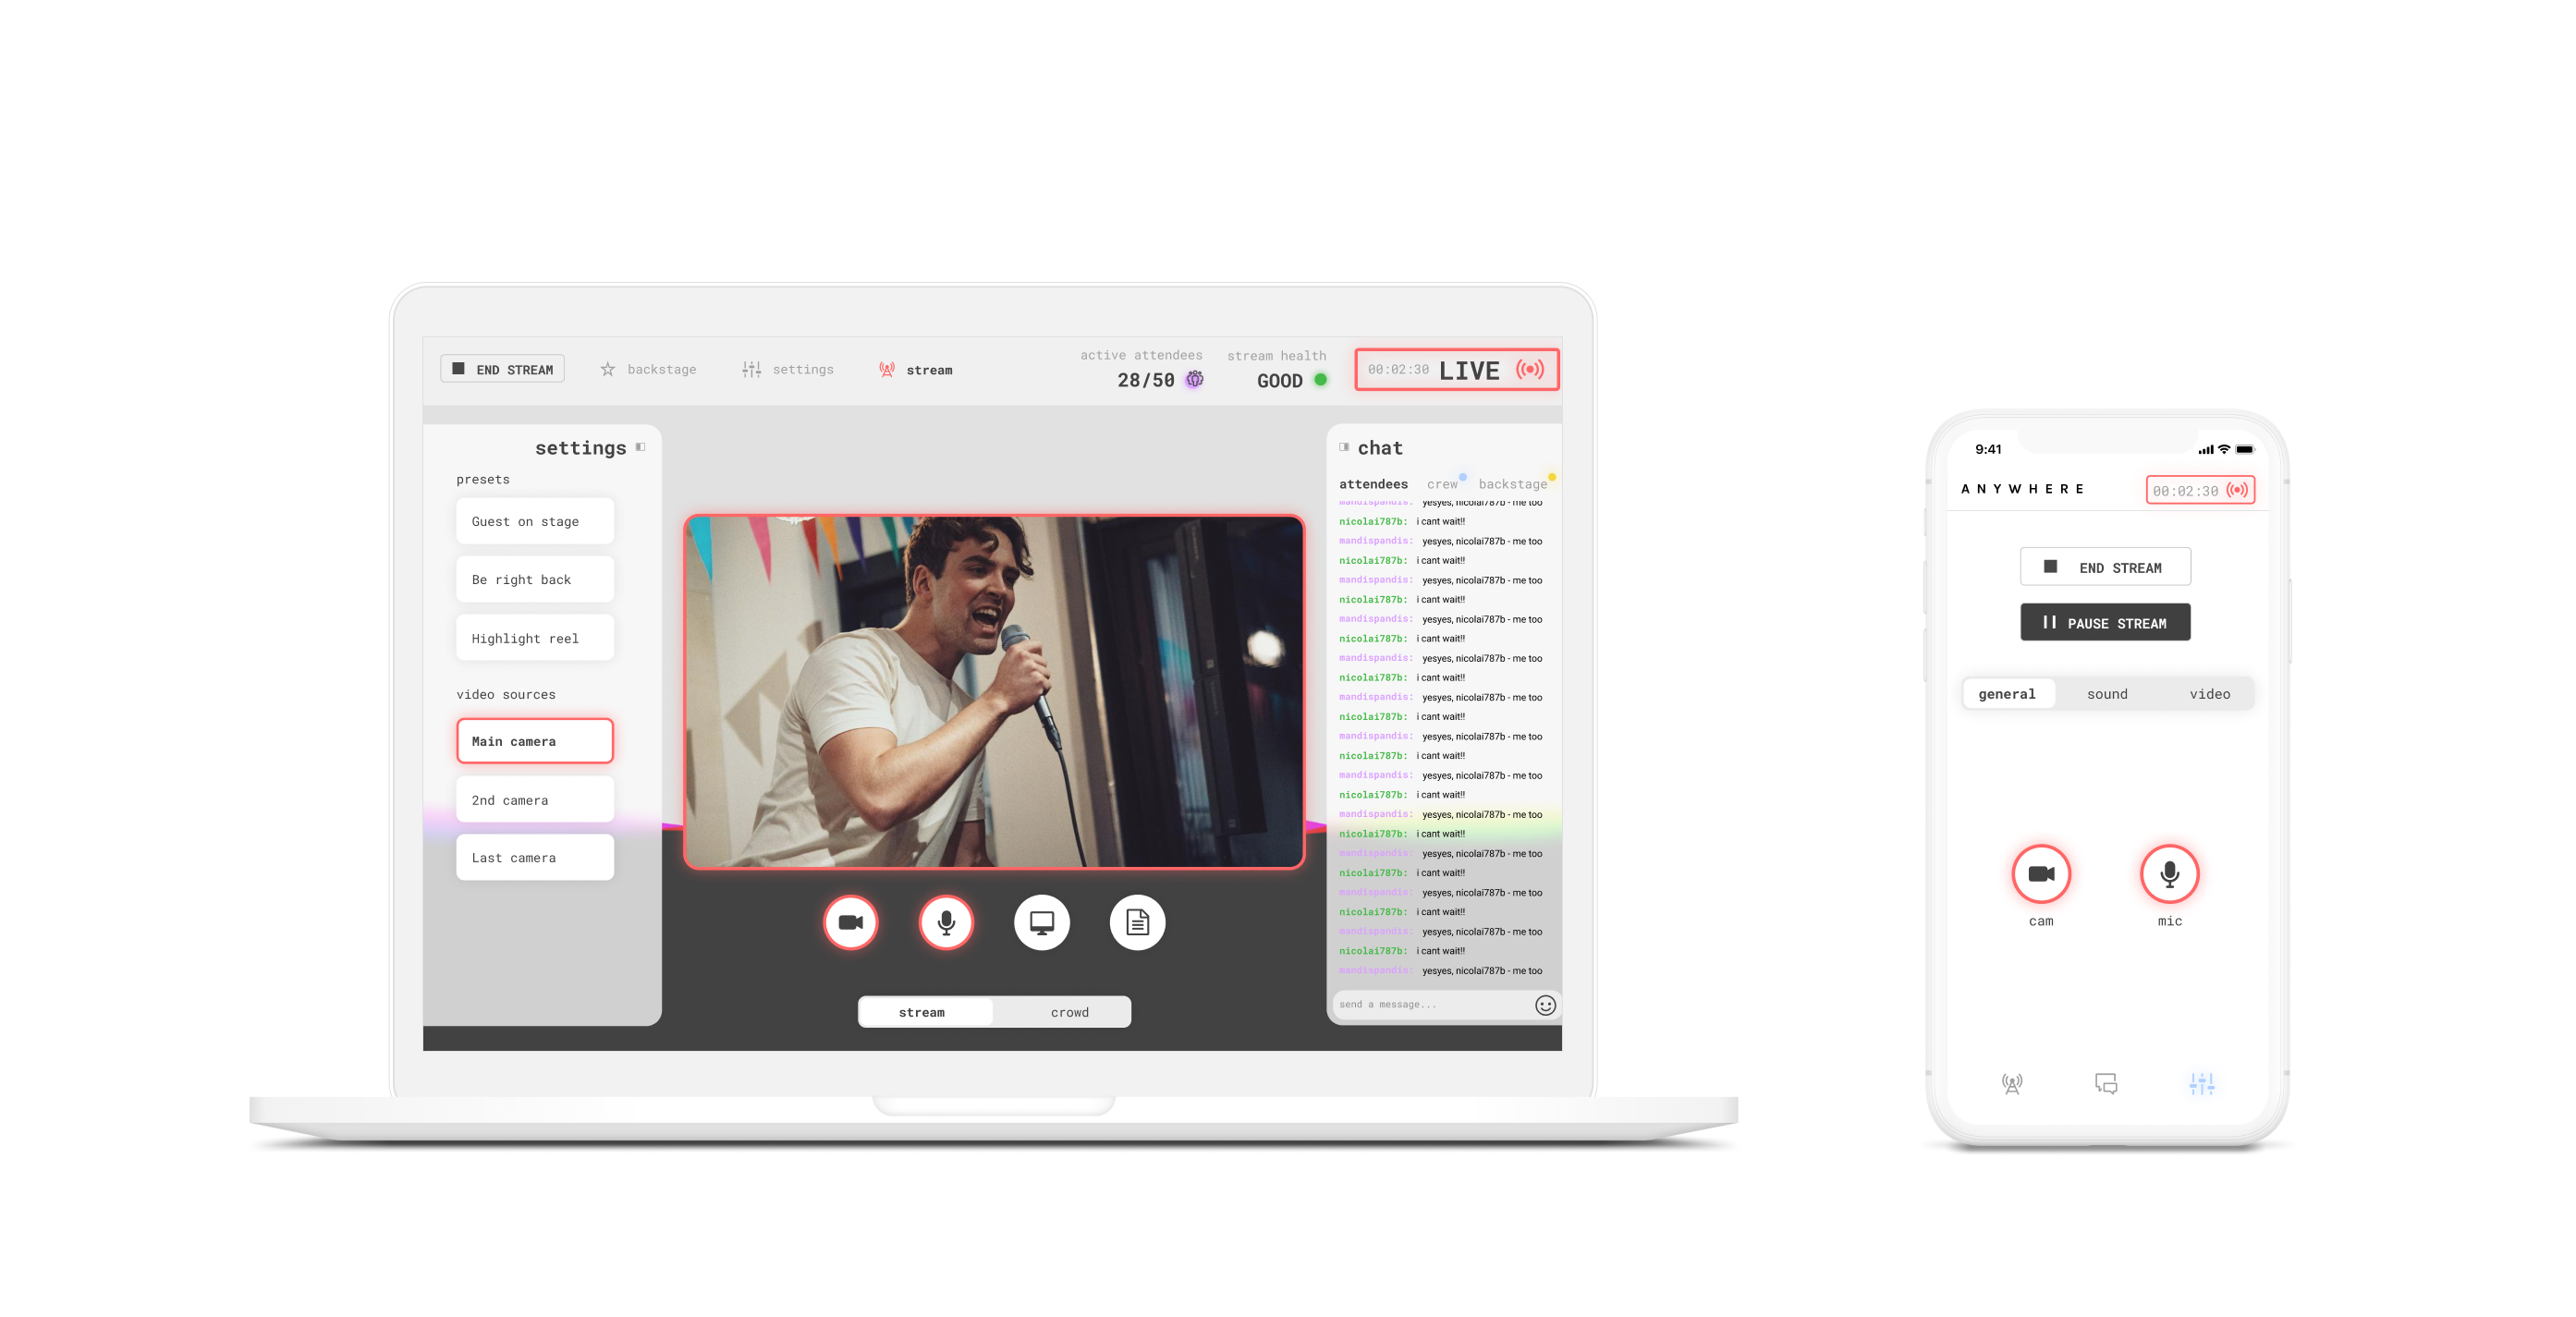 END STREAM
backstage
settings
stream
active attendees
28/50
stream health
GOOD
00:02:30 LIVE
settings
presets
Guest on stage
Be right back
Highlight reel
video sources
Main camera
2nd camera
Last camera
stream
crowd
chat
attendees crew backstage
mandispandis: yesyes, nicolai787b - me too
nicolai787b: i cant wait!!
mandispandis: yesyes, nicolai787b - me too
nicolai787b: i cant wait!!
mandispandis: yesyes, nicolai787b - me too
nicolai787b: i cant wait!!
mandispandis: yesyes, nicolai787b - me too
nicolai787b: i cant wait!!
mandispandis: yesyes, nicolai787b - me too
nicolai787b: i cant wait!!
mandispandis: yesyes, nicolai787b - me too
nicolai787b: i cant wait!!
mandispandis: yesyes, nicolai787b - me too
nicolai787b: i cant wait!!
mandispandis: yesyes, nicolai787b - me too
nicolai787b: i cant wait!!
mandispandis: yesyes, nicolai787b - me too
nicolai787b: i cant wait!!
mandispandis: yesyes, nicolai787b - me too
nicolai787b: i cant wait!!
mandispandis: yesyes, nicolai787b - me too
nicolai787b: i cant wait!!
mandispandis: yesyes, nicolai787b - me too
nicolai787b: i cant wait!!
mandispandis: yesyes, nicolai787b - me too
send a message...
9:41
ANYWHERE
00:02:30
END STREAM
PAUSE STREAM
general sound video
cam mic